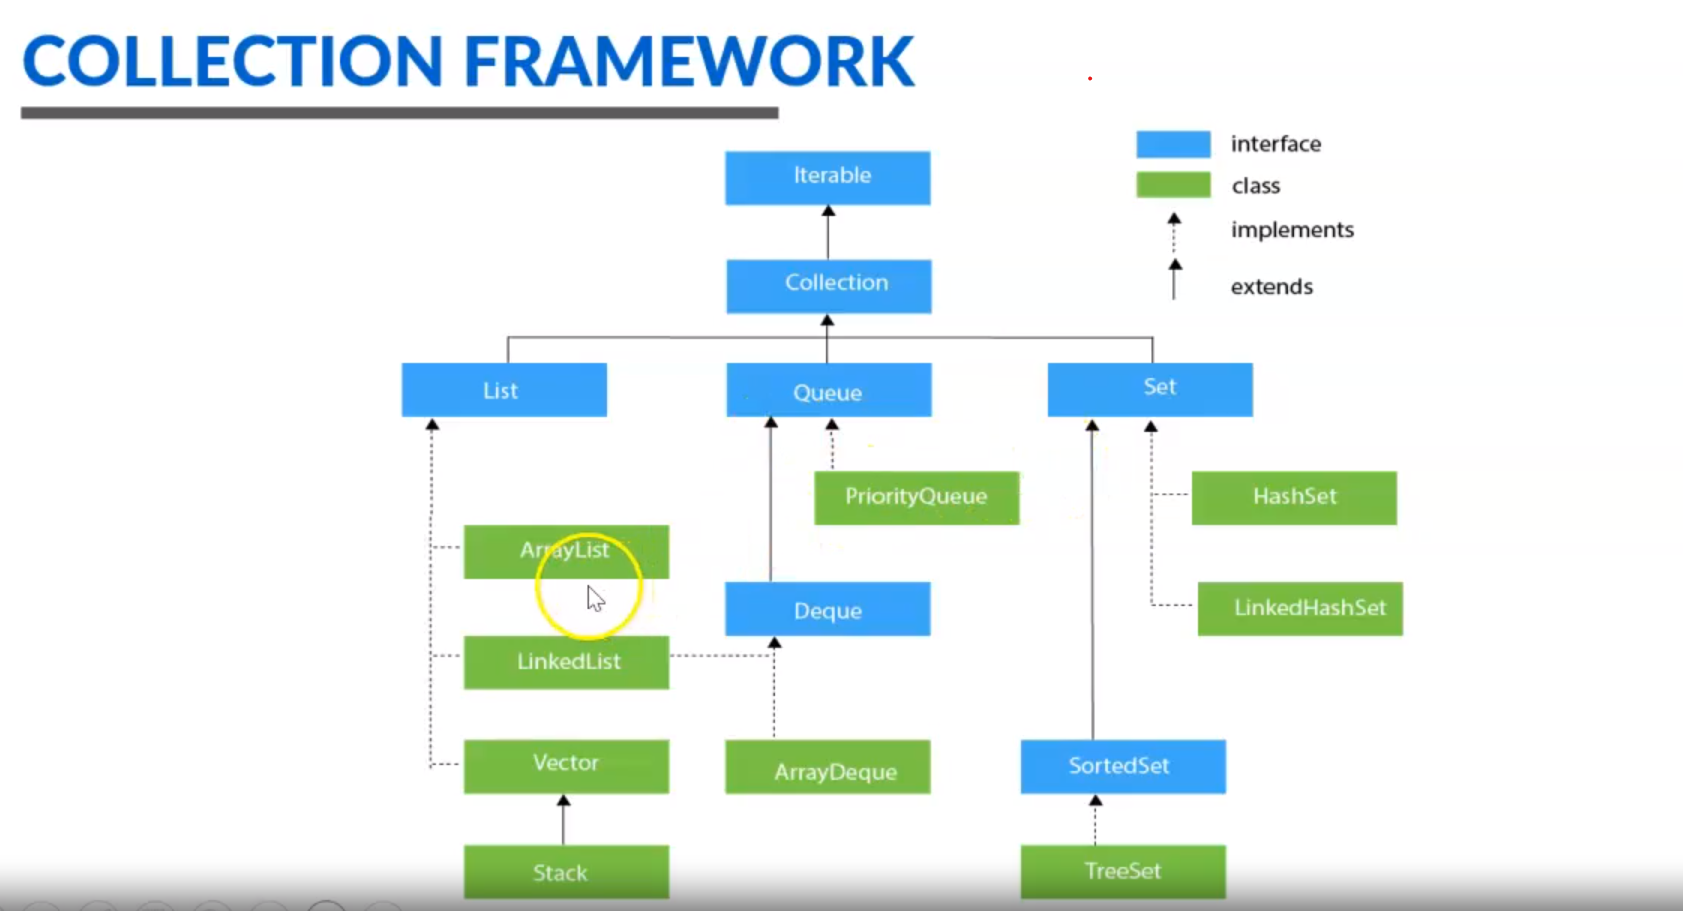 COLLECTION FRAMEWORK
interface
Iterable
class
implements
Collection
extends
List
Queue
Set
PriorityQueue
HashSet
ArrayList
Deque
LinkedHashSet
LinkedList
Vector
ArrayDeque
SortedSet
Stack
TreeSet